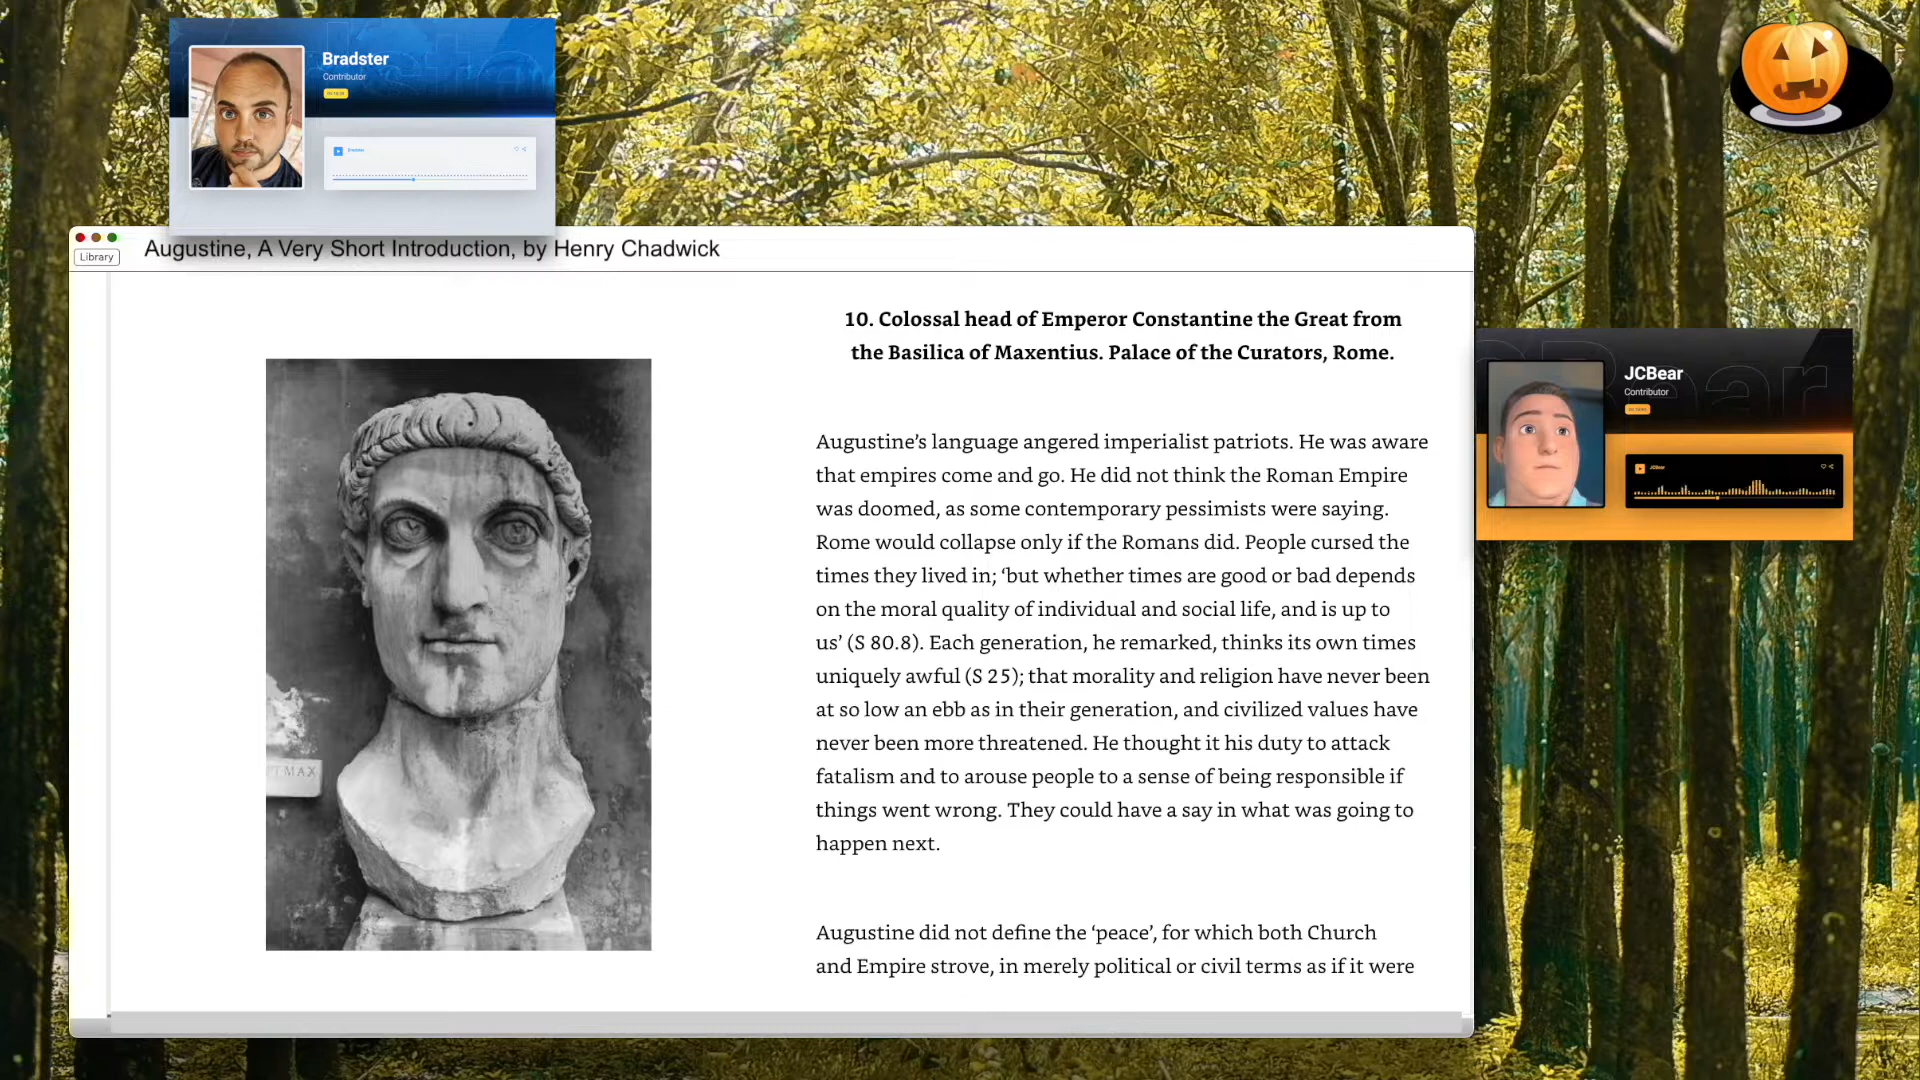 Bradster
Contributor
Bradster
Library
Augustine, A Very Short Introduction, by Henry Chadwick
10. Colossal head of Emperor Constantine the Great from
the Basilica of Maxentius. Palace of the Curators, Rome.
JCBear
Contributor
JCBear
Augustine’s language angered imperialist patriots. He was aware
that empires come and go. He did not think the Roman Empire
was doomed, as some contemporary pessimists were saying.
Rome would collapse only if the Romans did. People cursed the
times they lived in; ‘but whether times are good or bad depends
on the moral quality of individual and social life, and is up to
us’ (S 80.8). Each generation, he remarked, thinks its own times
uniquely awful (S 25); that morality and religion have never been
at so low an ebb as in their generation, and civilized values have
never been more threatened. He thought it his duty to attack
fatalism and to arouse people to a sense of being responsible if
things went wrong. They could have a say in what was going to
happen next.
MAX
Augustine did not define the ‘peace’, for which both Church
and Empire strove, in merely political or civil terms as if it were